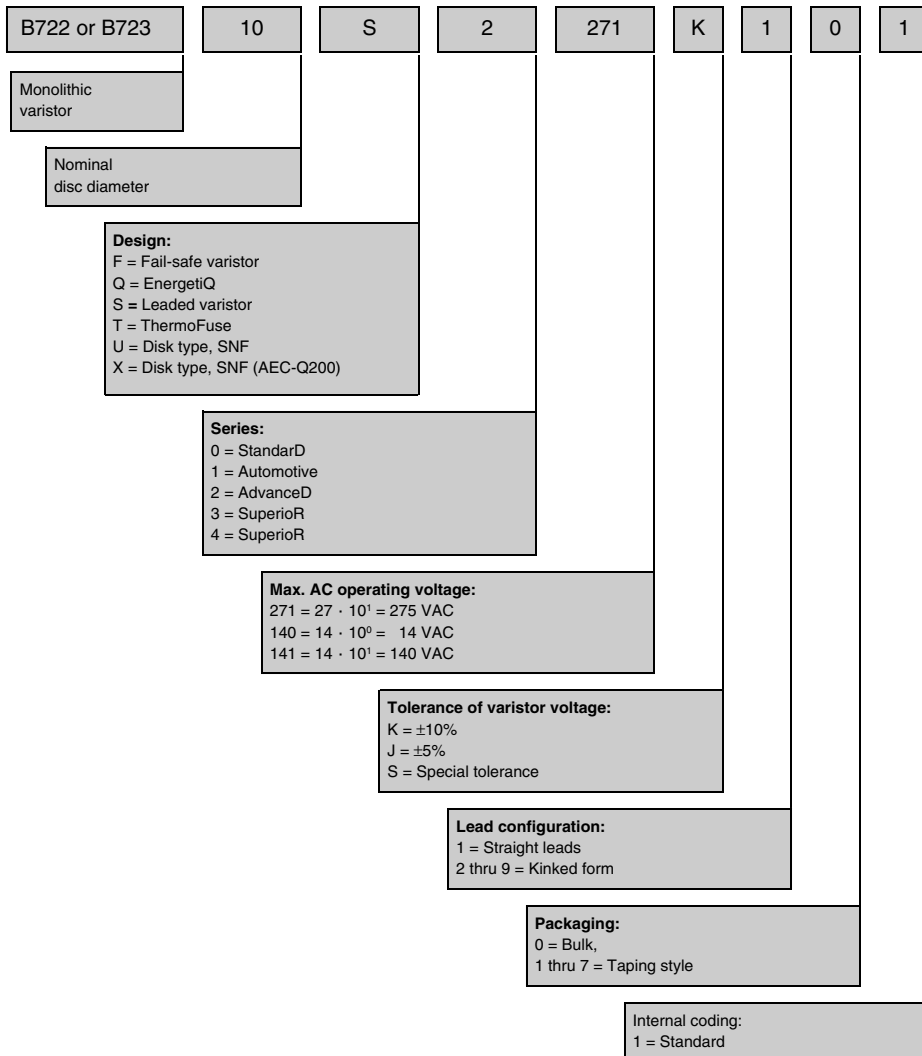 B722 or B723 10 S 2 271 K 1 0 1
Monolithic
varistor
Nominal
disc diameter
Design:
F = Fail-safe varistor
Q = EnergetiQ
S = Leaded varistor
T = ThermoFuse
U = Disk type, SNF
X = Disk type, SNF (AEC-Q200)
Series:
0 = StandarD
1 = Automotive
2 = AdvanceD
3 = SuperioR
4 = SuperioR
Max. AC operating voltage:
271 = 27 · 10¹ = 275 VAC
140 = 14 · 10⁰ = 14 VAC
141 = 14 · 10¹ = 140 VAC
Tolerance of varistor voltage:
K = ±10%
J = ±5%
S = Special tolerance
Lead configuration:
1 = Straight leads
2 thru 9 = Kinked form
Packaging:
0 = Bulk,
1 thru 7 = Taping style
Internal coding:
1 = Standard